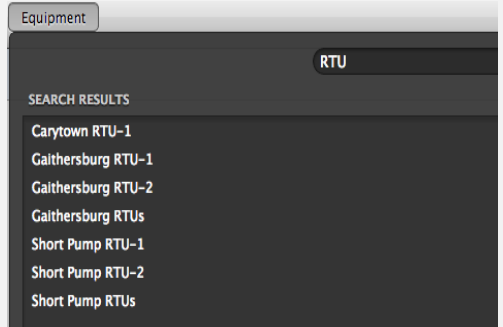 Equipment
RTU
SEARCH RESULTS
Carytown RTU-1
Gaithersburg RTU-1
Gaithersburg RTU-2
Gaithersburg RTUs
Short Pump RTU-1
Short Pump RTU-2
Short Pump RTUs